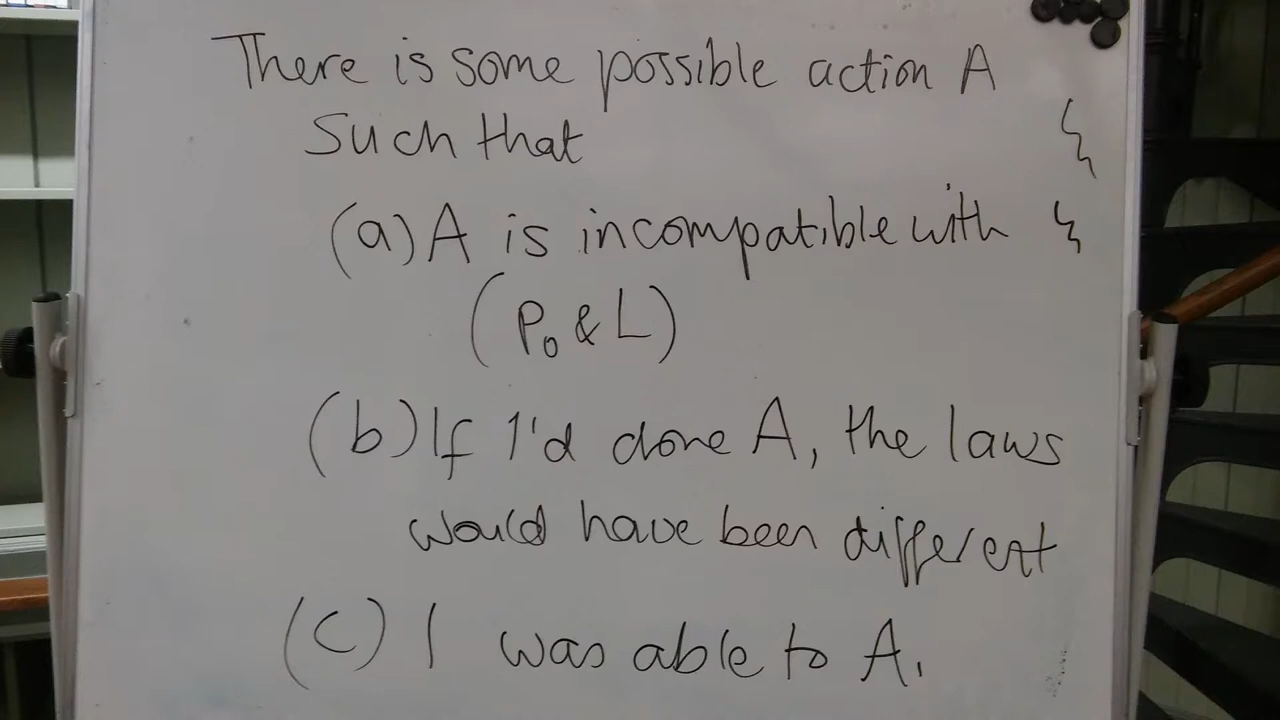 There is some possible action A
Such that
(a) A is incompatible with
(P₀ & L)
(b) If I'd done A, the laws
would have been different
(c) I was able to A.